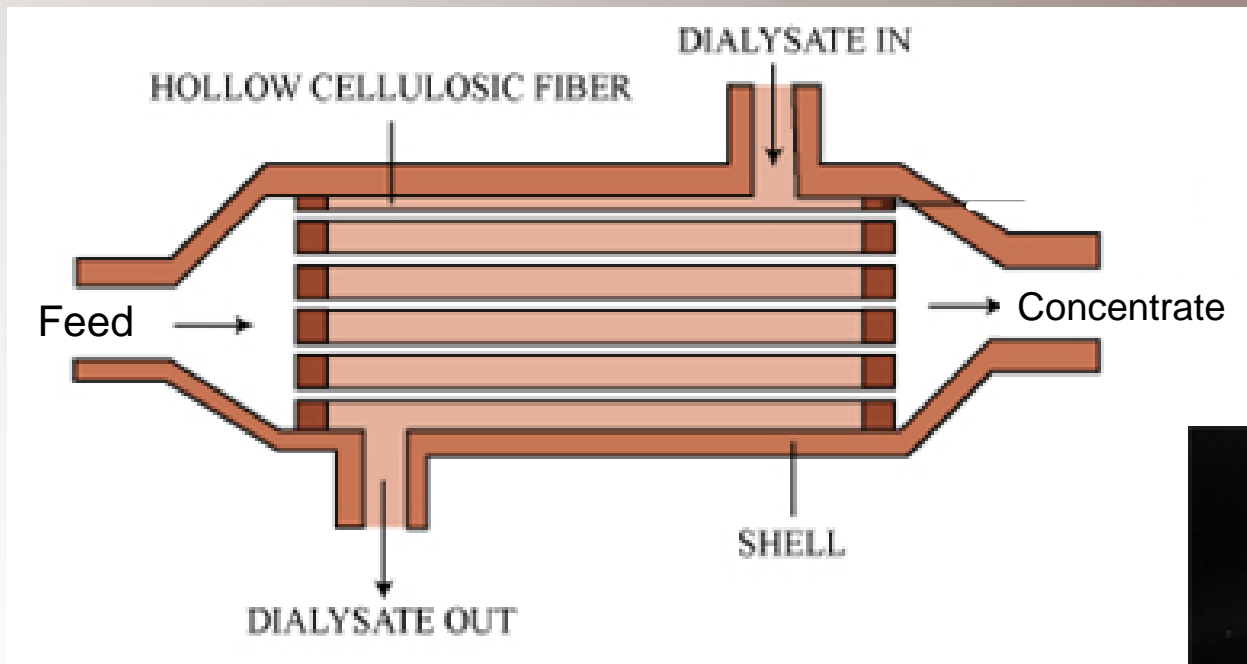 DIALYSATE IN
HOLLOW CELLULOSIC FIBER
Feed
Concentrate
SHELL
DIALYSATE OUT